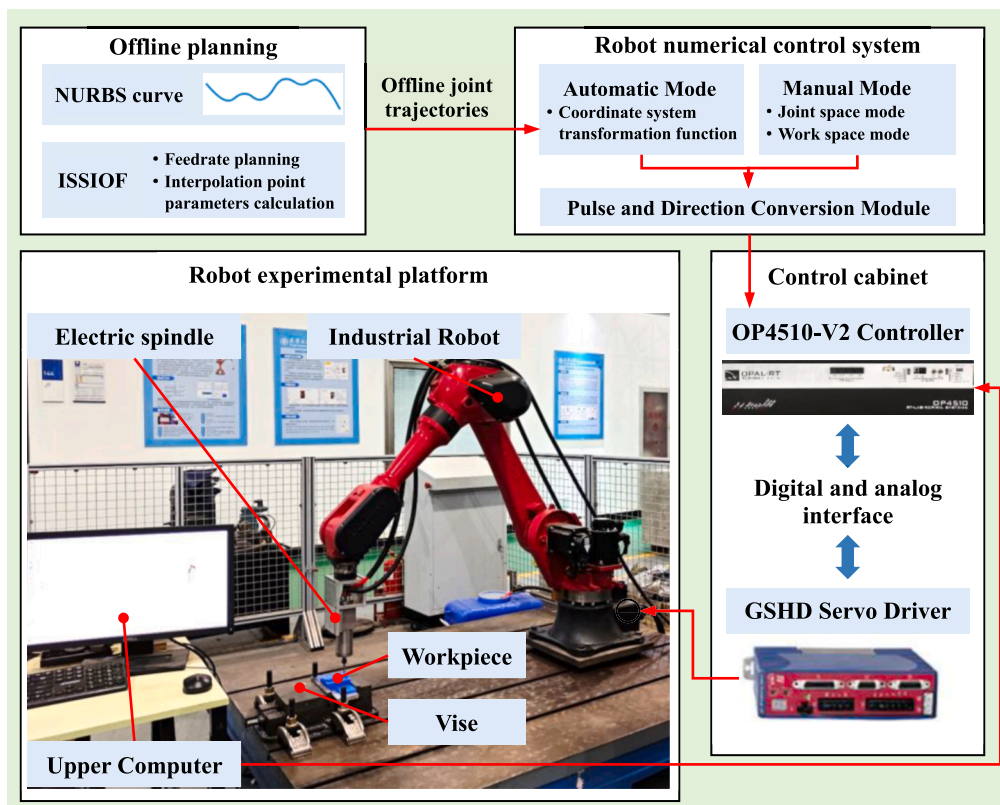 Offline planning
NURBS curve
ISSIOF
• Feedrate planning
• Interpolation point
parameters calculation
Offline joint
trajectories
Robot numerical control system
Automatic Mode
• Coordinate system
transformation function
Manual Mode
• Joint space mode
• Work space mode
Pulse and Direction Conversion Module
Robot experimental platform
Electric spindle
Industrial Robot
Workpiece
Vise
Upper Computer
Control cabinet
OP4510-V2 Controller
OPAL-RT
OP4510
Digital and analog
interface
GSHD Servo Driver